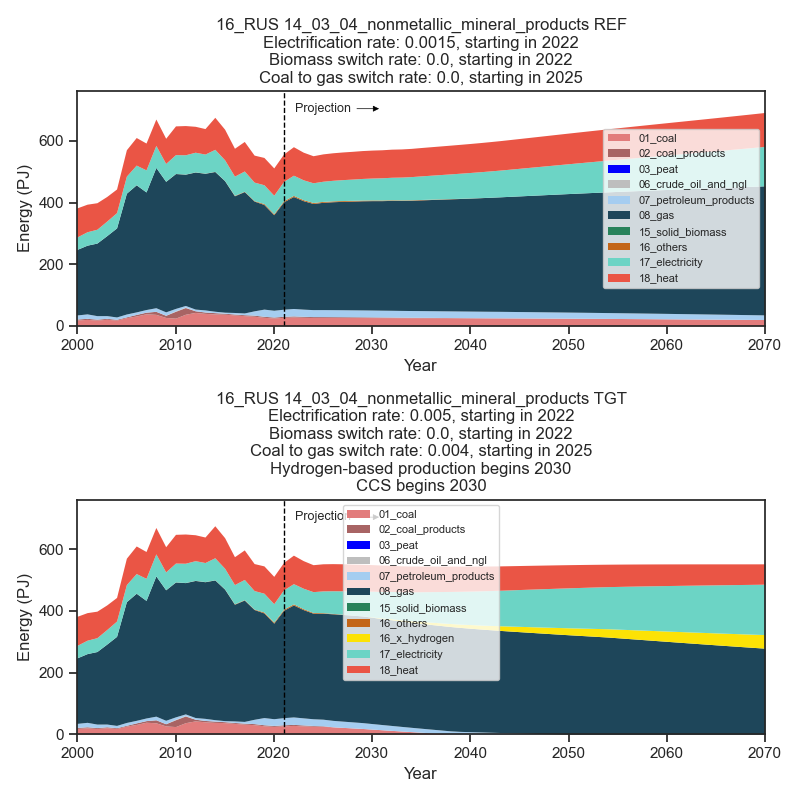 16_RUS 14_03_04_nonmetallic_mineral_products REF
Electrification rate: 0.0015, starting in 2022
Biomass switch rate: 0.0, starting in 2022
Coal to gas switch rate: 0.0, starting in 2025
Projection
600
400
200
0
Energy (PJ)
01_coal
02_coal_products
03_peat
06_crude_oil_and_ngl
07_petroleum_products
08_gas
15_solid_biomass
16_others
17_electricity
18_heat
2000 2010 2020 2030 2040 2050 2060 2070
Year
16_RUS 14_03_04_nonmetallic_mineral_products TGT
Electrification rate: 0.005, starting in 2022
Biomass switch rate: 0.0, starting in 2022
Coal to gas switch rate: 0.004, starting in 2025
Hydrogen-based production begins 2030
CCS begins 2030
Projection
600
400
200
0
Energy (PJ)
01_coal
02_coal_products
03_peat
06_crude_oil_and_ngl
07_petroleum_products
08_gas
15_solid_biomass
16_others
16_x_hydrogen
17_electricity
18_heat
2000 2010 2020 2030 2040 2050 2060 2070
Year